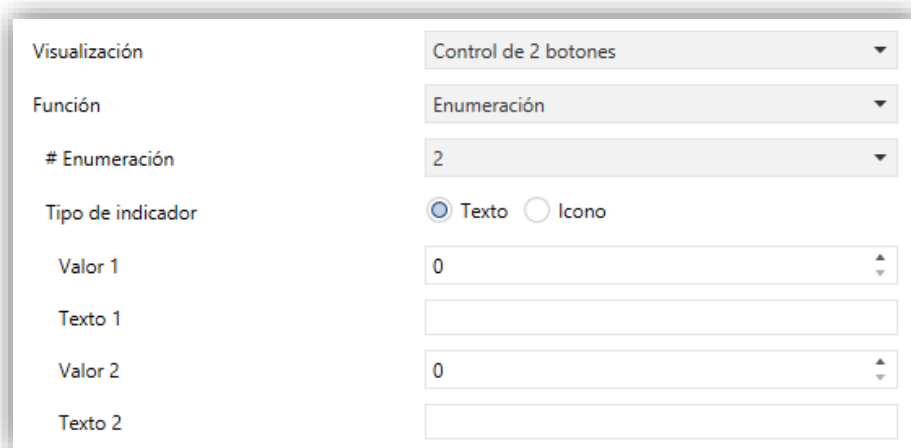 Visualización Control de 2 botones
Función Enumeración
# Enumeración 2
Tipo de indicador Texto Icono
Valor 1 0
Texto 1
Valor 2 0
Texto 2